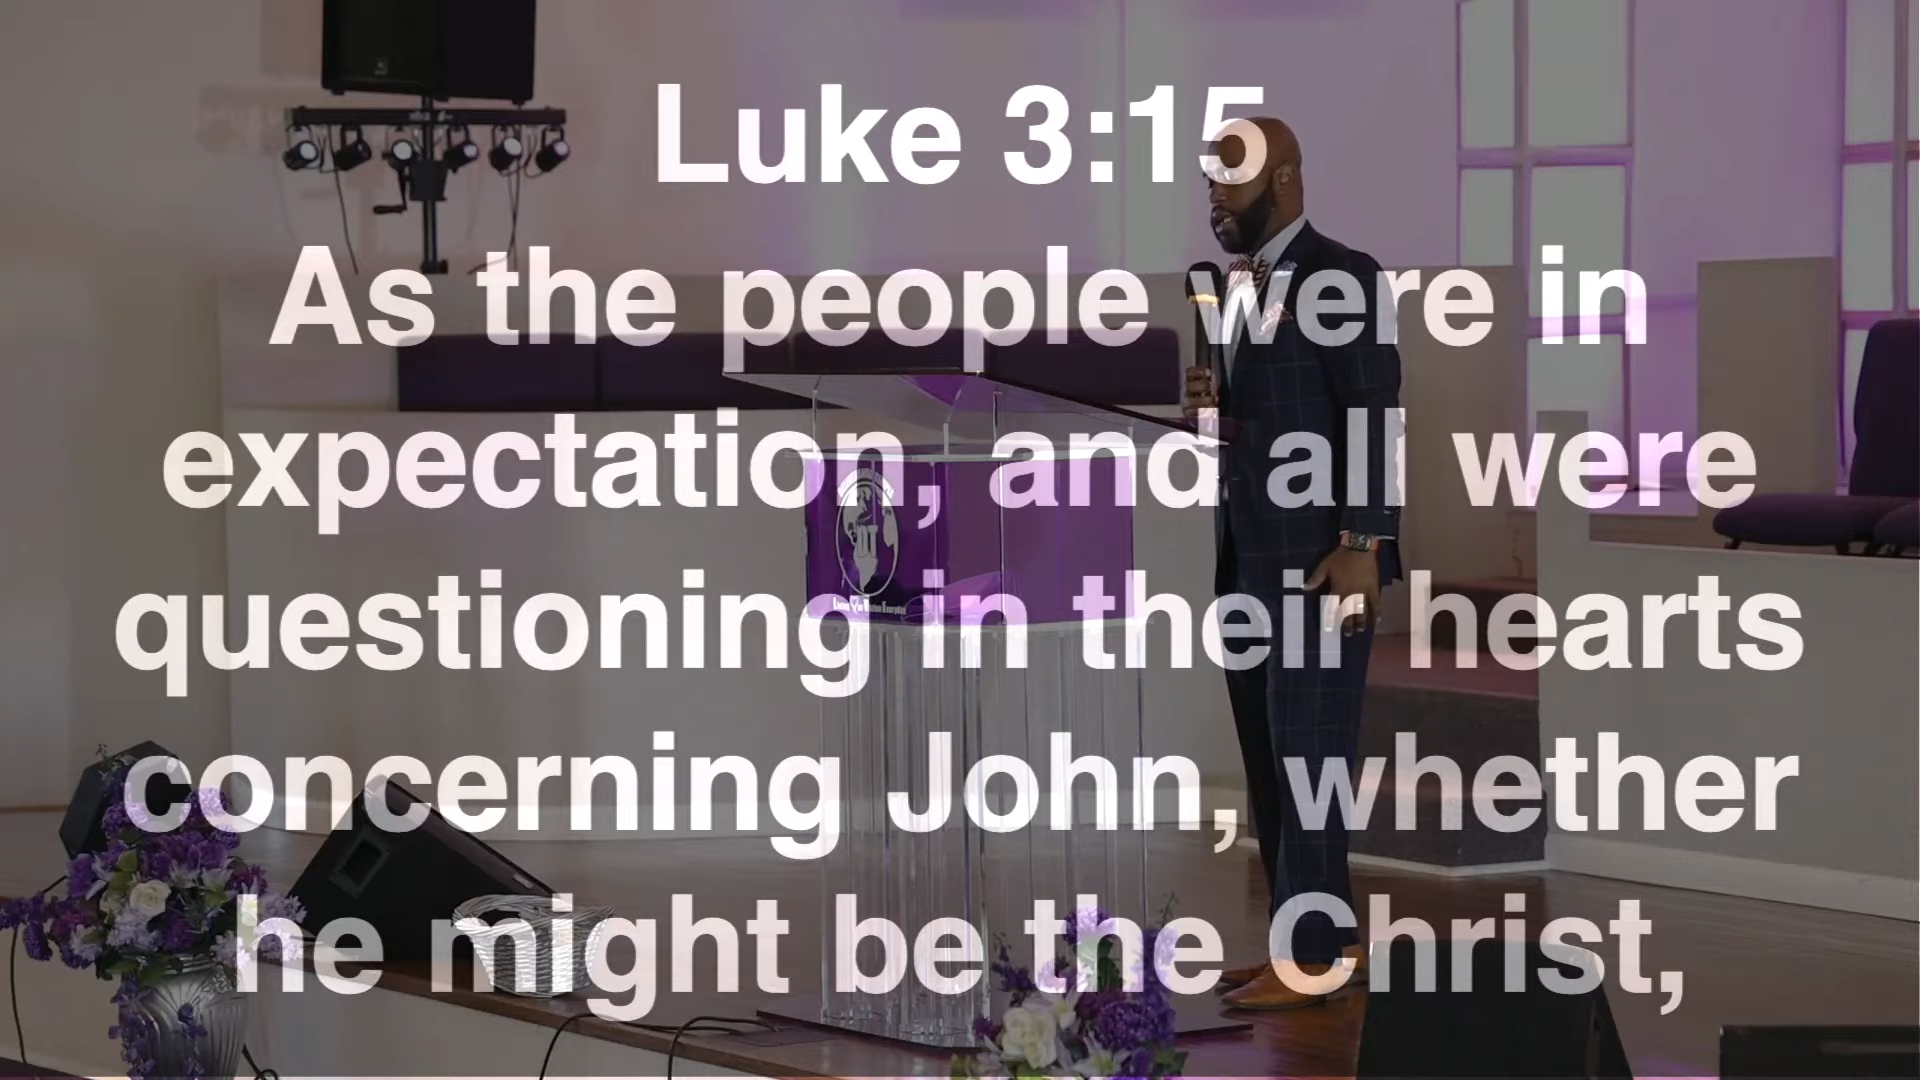 Luke 3:15
As the people were in
expectation, and all were
questioning in their hearts
concerning John, whether
he might be the Christ,